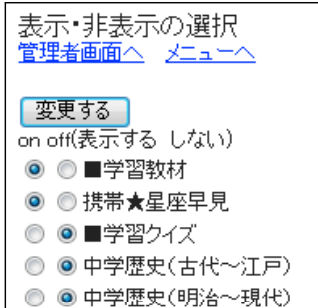 表示・非表示の選択
管理者画面へ メニューへ
変更する
on off(表示する しない)
■学習教材
携帯★星座早見
■学習クイズ
中学歴史(古代～江戸)
中学歴史(明治～現代)